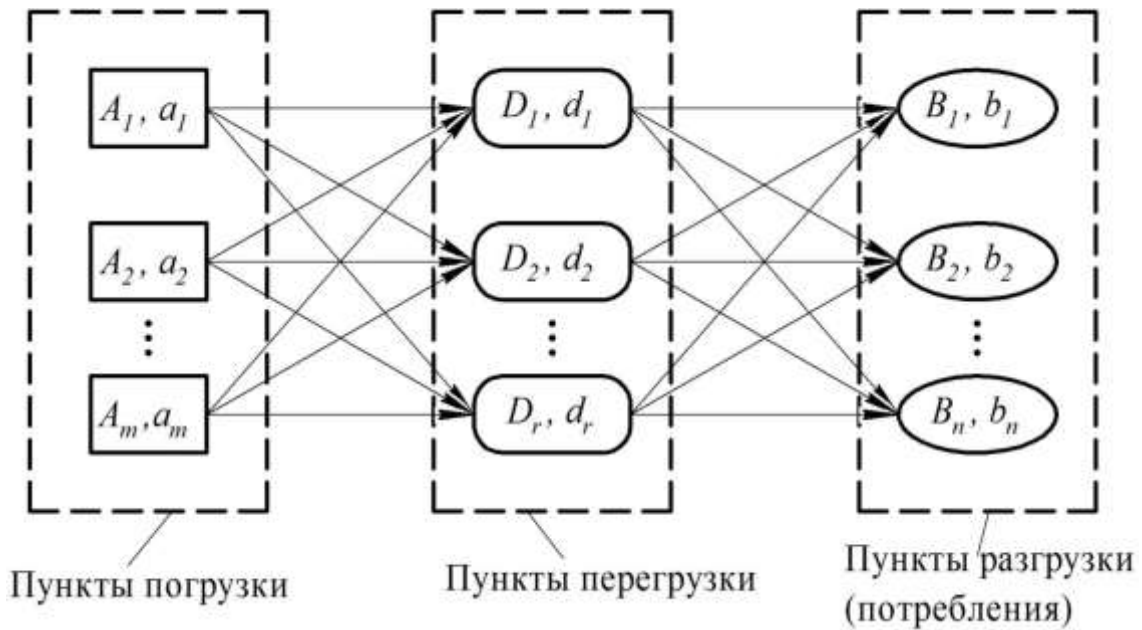 A₁, a₁ D₁, d₁ B₁, b₁
A₂, a₂ D₂, d₂ B₂, b₂
⋮ ⋮ ⋮
Aₘ,aₘ Dᵣ, dᵣ Bₙ, bₙ
Пункты погрузки
Пункты перегрузки
Пункты разгрузки
(потребления)